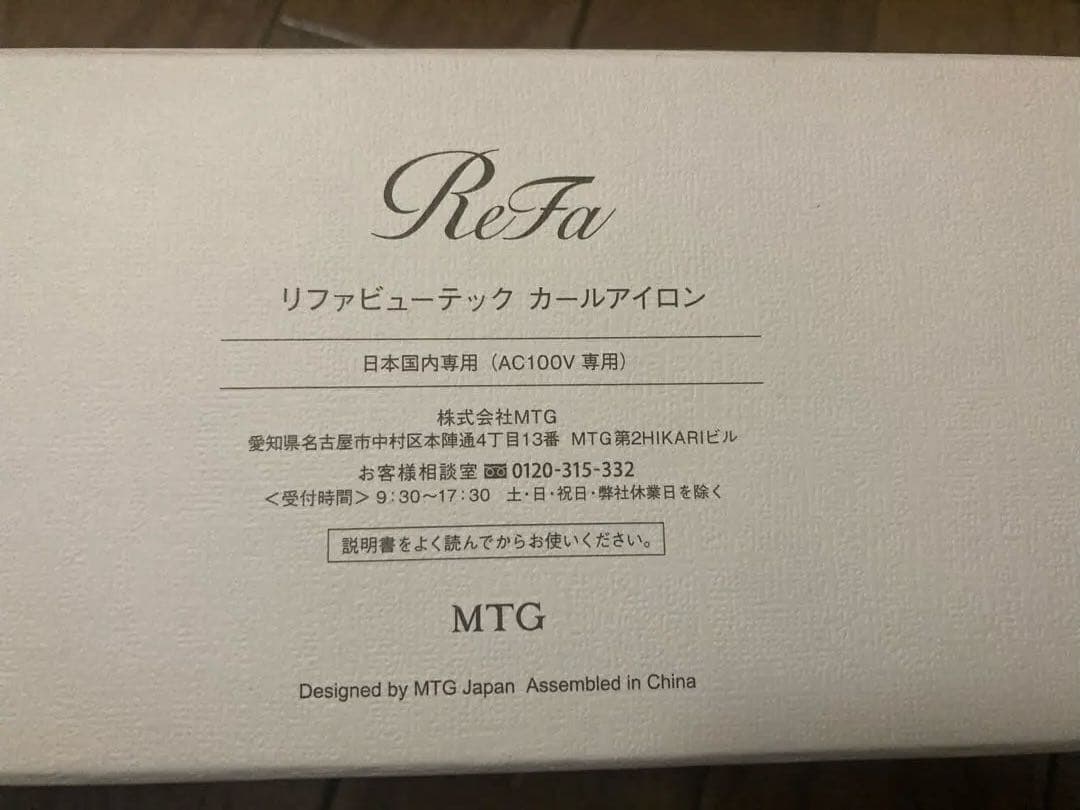 ReFa
リファビューテック カールアイロン
日本国内専用（AC100V 専用）
株式会社MTG
愛知県名古屋市中村区本陣通4丁目13番 MTG第2HIKARIビル
お客様相談室 0120-315-332
＜受付時間＞9:30～17:30 土・日・祝日・弊社休業日を除く
説明書をよく読んでからお使いください。
MTG
Designed by MTG Japan Assembled in China